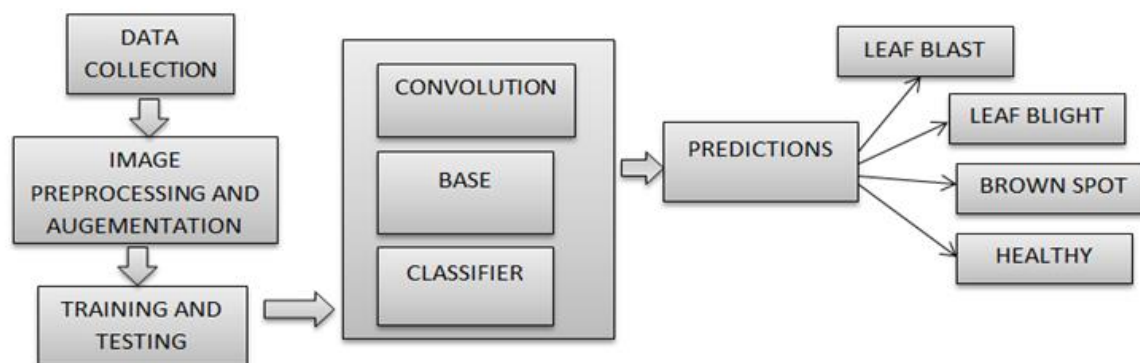 DATA
COLLECTION
IMAGE
PREPROCESSING AND
AUGEMENTATION
TRAINING AND
TESTING
CONVOLUTION
BASE
CLASSIFIER
PREDICTIONS
LEAF BLAST
LEAF BLIGHT
BROWN SPOT
HEALTHY